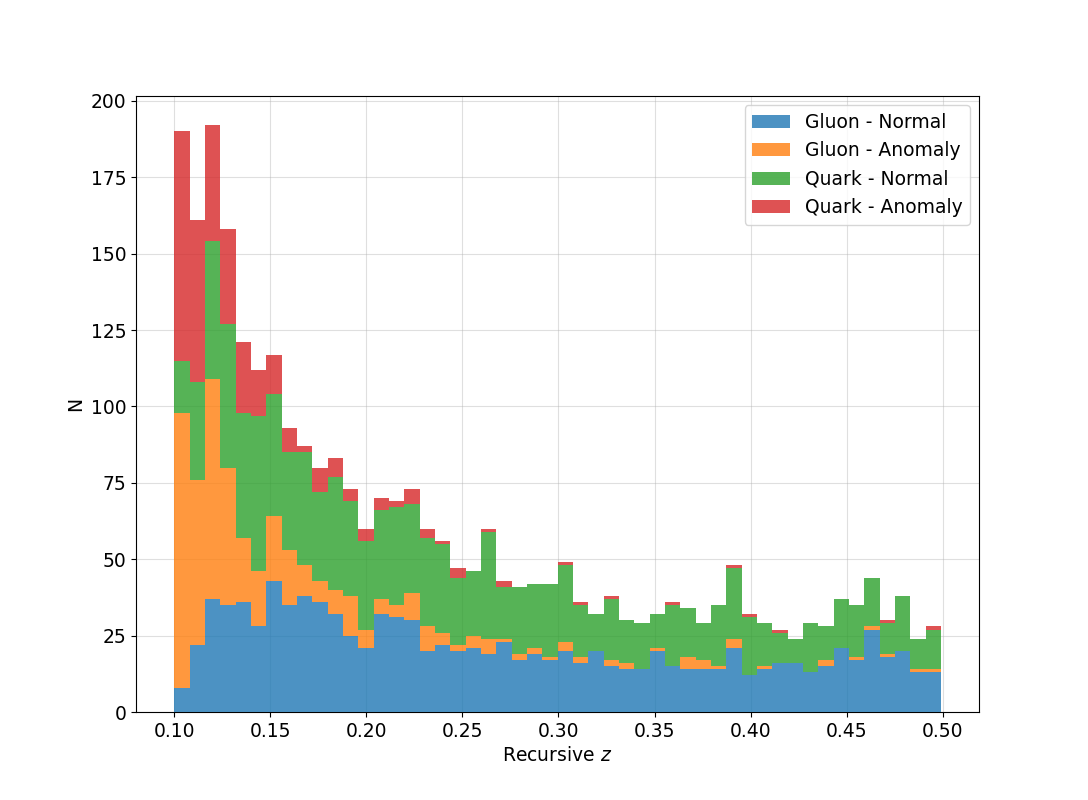 200
175
150
125
100
75
50
25
0
N
0.10 0.15 0.20 0.25 0.30 0.35 0.40 0.45 0.50
Recursive z
Gluon - Normal
Gluon - Anomaly
Quark - Normal
Quark - Anomaly